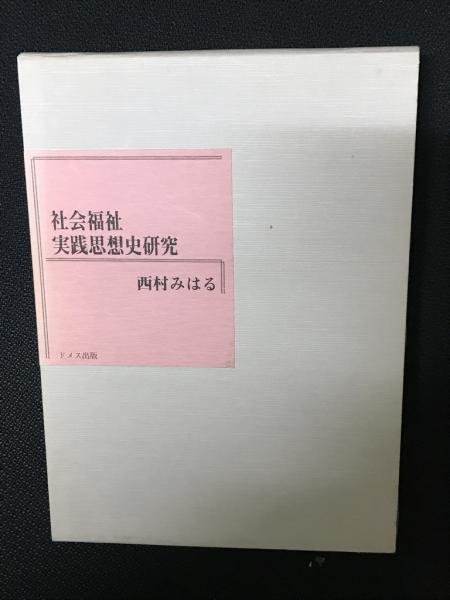 社会福祉
実践思想史研究
西村みはる
ドメス出版